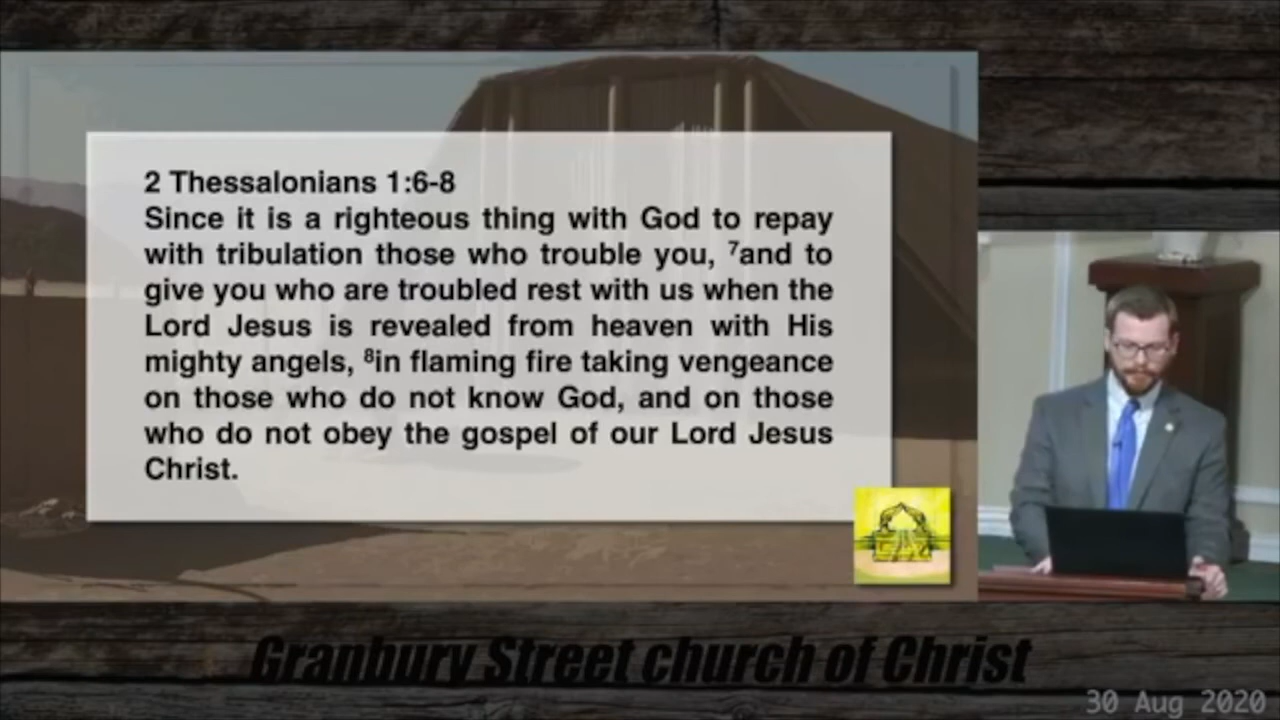 2 Thessalonians 1:6-8
Since it is a righteous thing with God to repay
with tribulation those who trouble you, ⁷and to
give you who are troubled rest with us when the
Lord Jesus is revealed from heaven with His
mighty angels, ⁸in flaming fire taking vengeance
on those who do not know God, and on those
who do not obey the gospel of our Lord Jesus
Christ.
Granbury Street church of Christ
30 Aug 2020